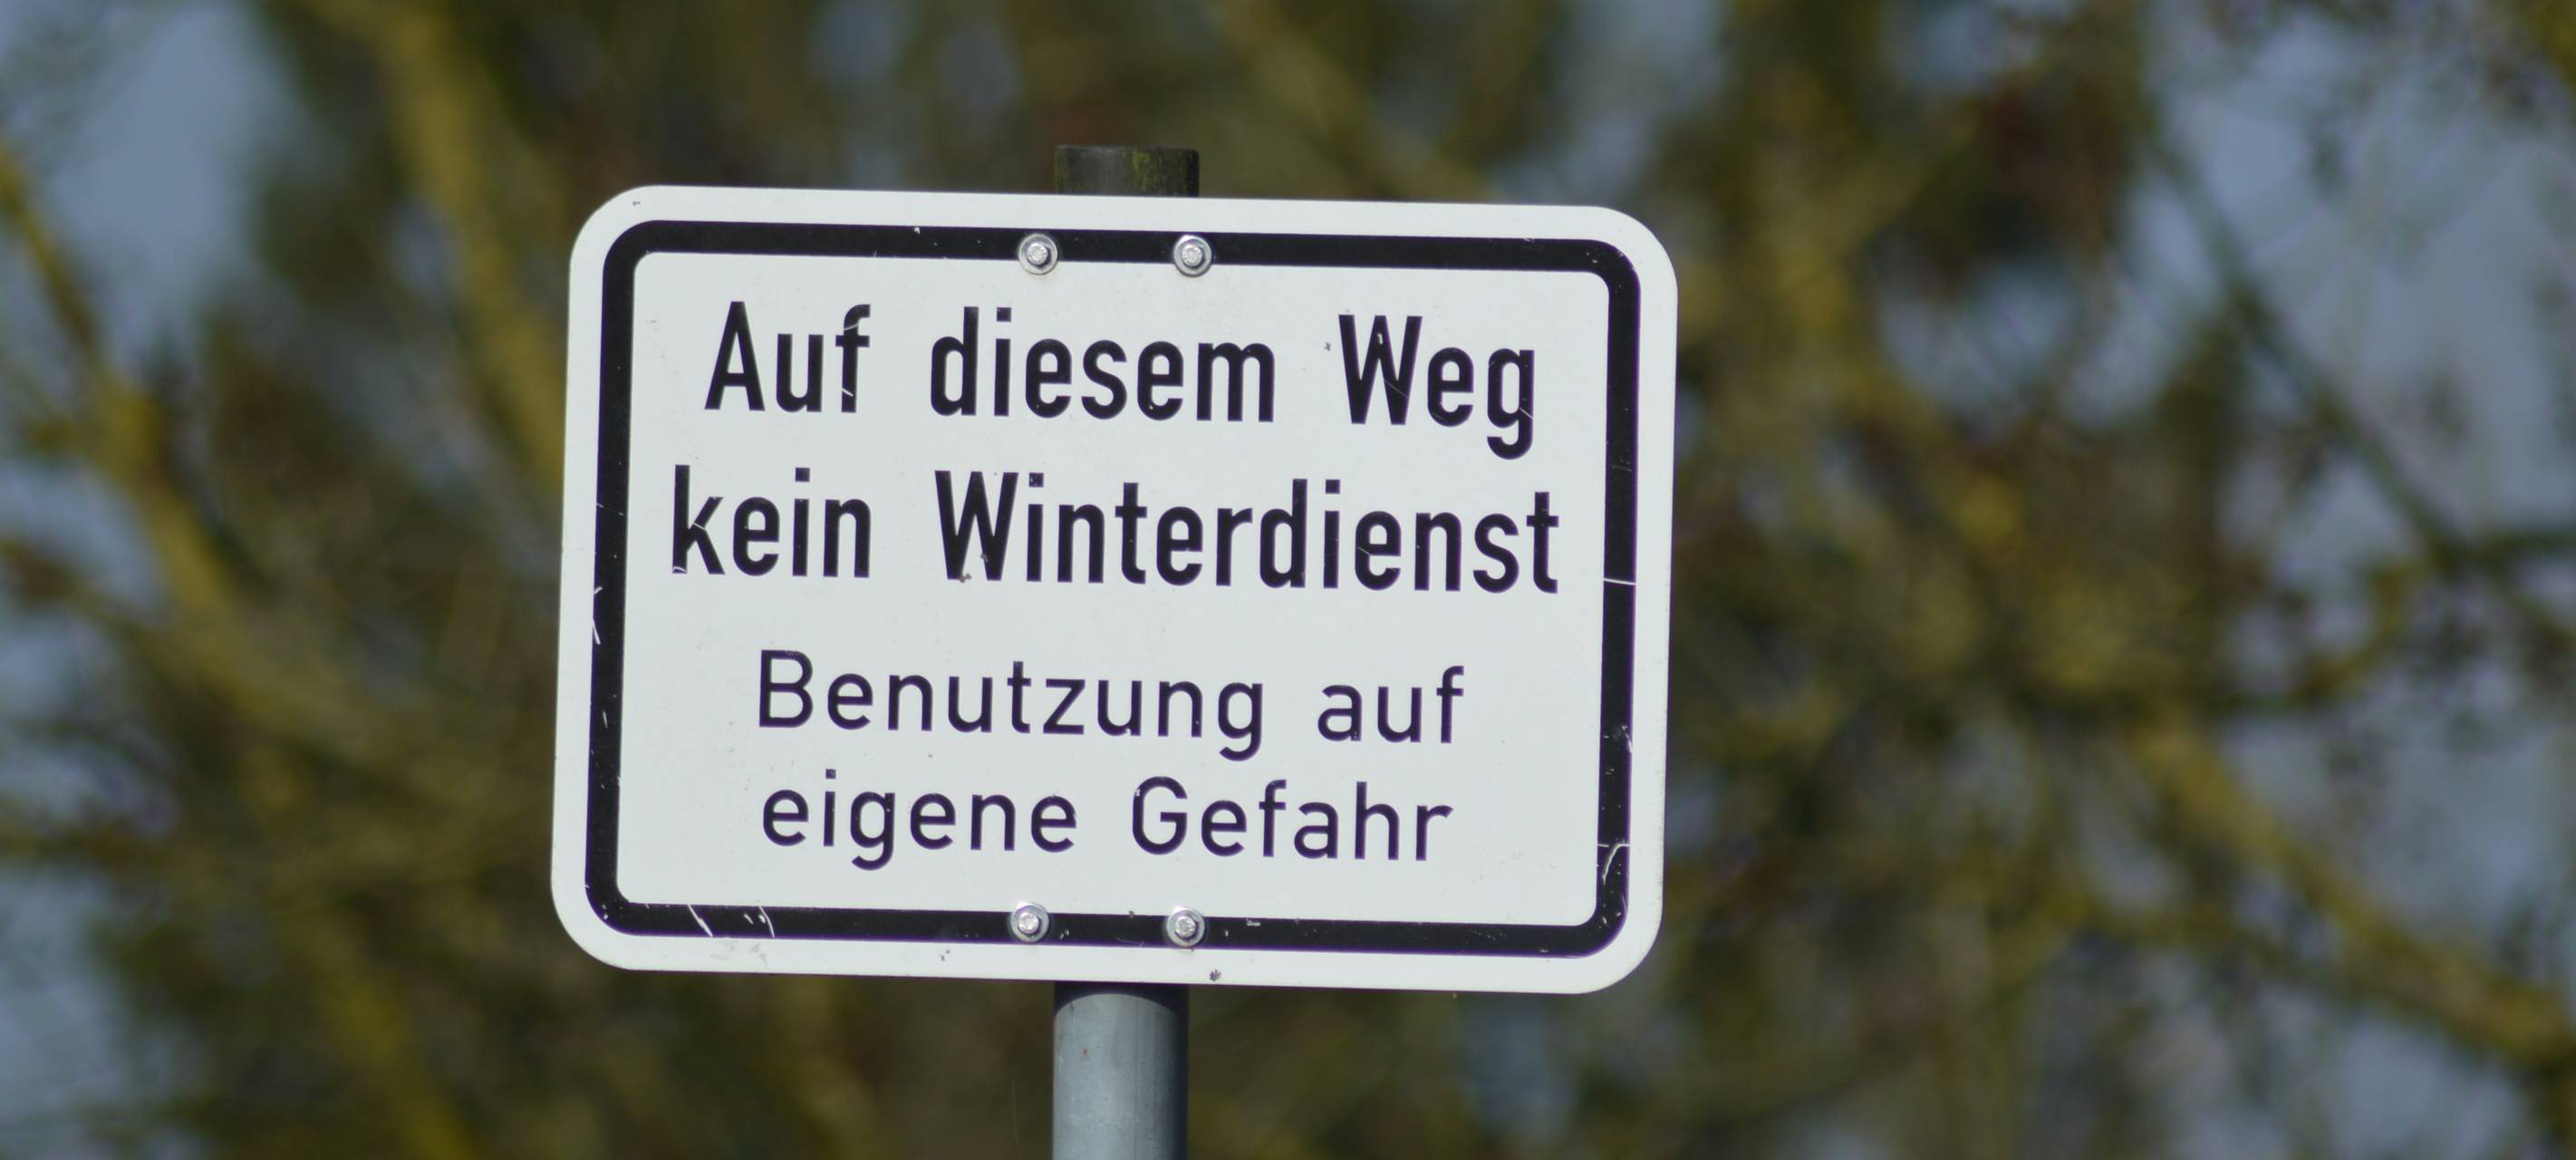 Auf diesem Weg
kein Winterdienst
Benutzung auf
eigene Gefahr